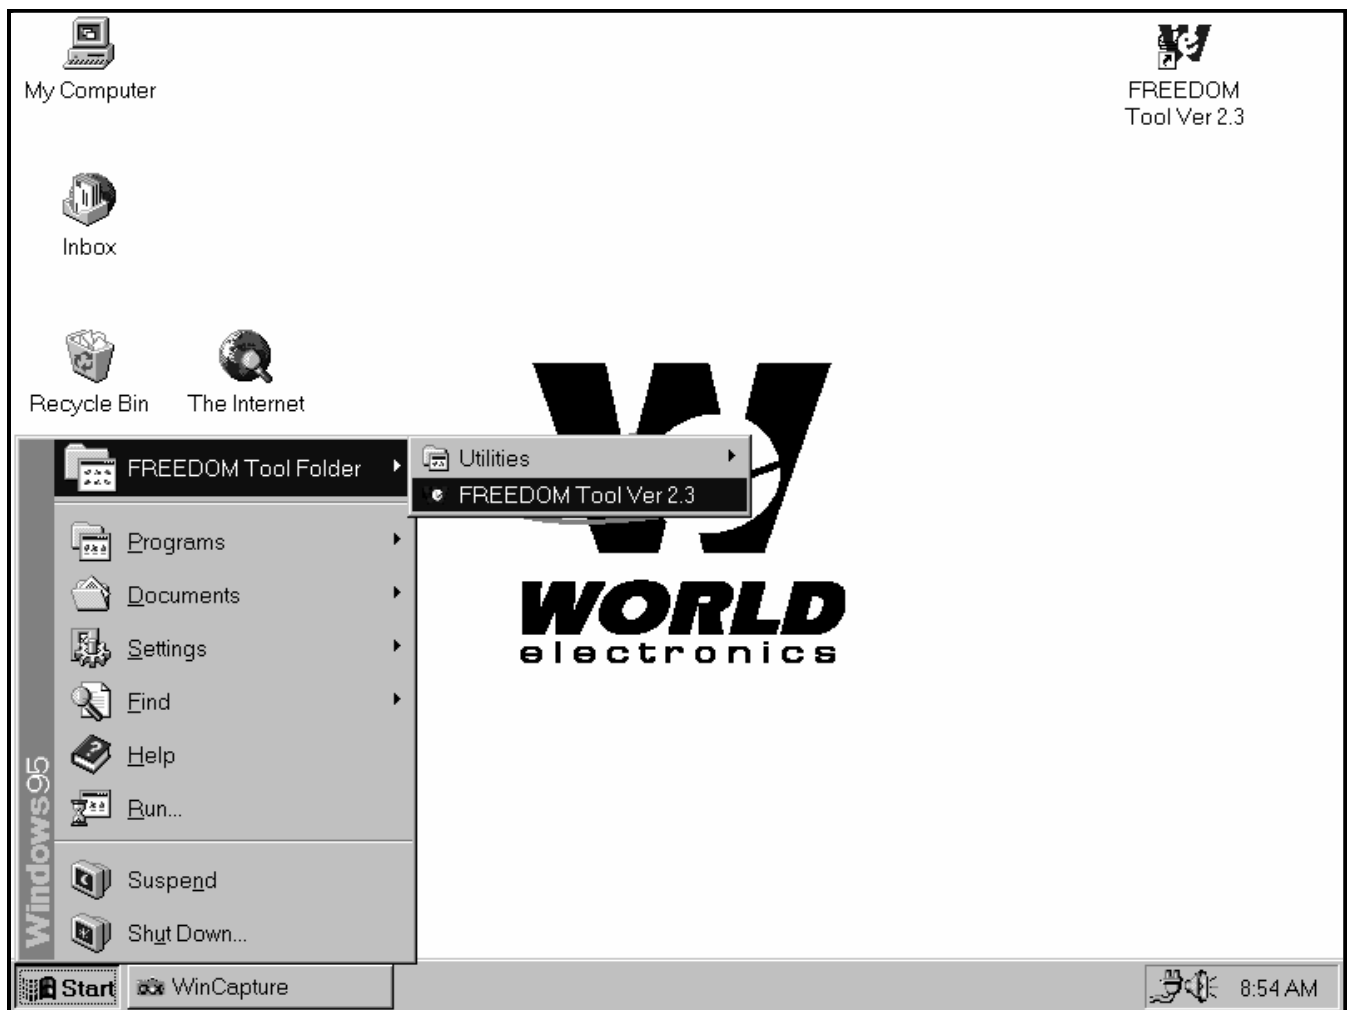 My Computer
FREEDOM
Tool Ver 2.3
Inbox
Recycle Bin
The Internet
FREEDOM Tool Folder
Utilities
FREEDOM Tool Ver 2.3
Programs
Documents
Settings
Find
Help
Run...
Suspend
Shut Down...
Windows95
WORLD
electronics
Start
WinCapture
8:54 AM